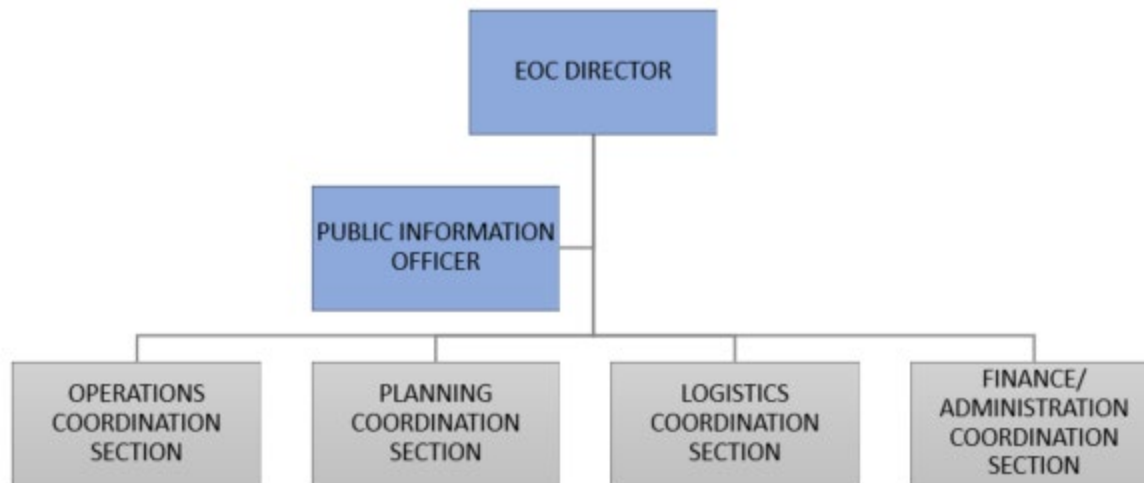 EOC DIRECTOR
PUBLIC INFORMATION
OFFICER
OPERATIONS
COORDINATION
SECTION
PLANNING
COORDINATION
SECTION
LOGISTICS
COORDINATION
SECTION
FINANCE/
ADMINISTRATION
COORDINATION
SECTION